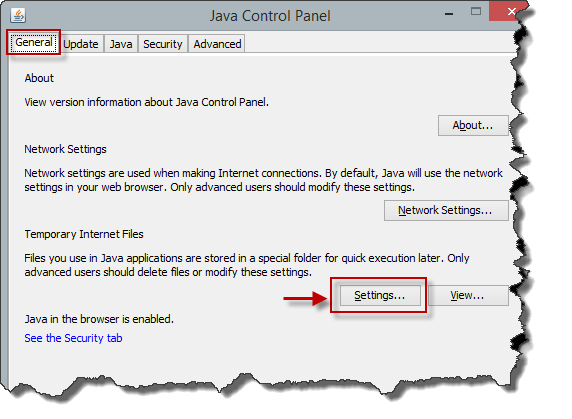 Java Control Panel
General Update Java Security Advanced
About
View version information about Java Control Panel.
About...
Network Settings
Network settings are used when making Internet connections. By default, Java will use the network
settings in your web browser. Only advanced users should modify these settings.
Network Settings...
Temporary Internet Files
Files you use in Java applications are stored in a special folder for quick execution later. Only
advanced users should delete files or modify these settings.
Settings... View...
Java in the browser is enabled.
See the Security tab